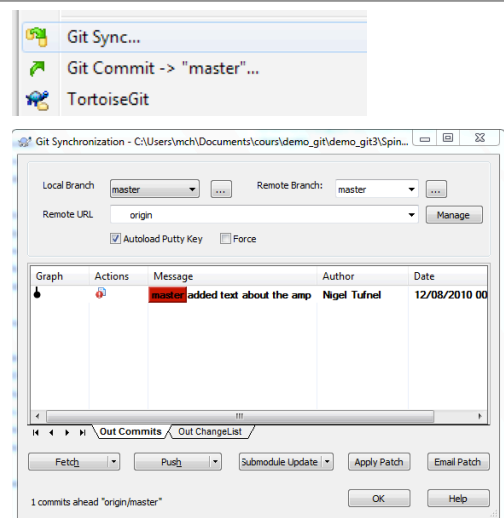 Git Sync...
Git Commit -> "master"...
TortoiseGit
Git Synchronization - C:\Users\mch\Documents\cours\demo_git\demo_git3\Spin...
Local Branch master ... Remote Branch: master ...
Remote URL origin Manage
Autoload Putty Key Force
Graph Actions Message Author Date
master added text about the amp Nigel Tufnel 12/08/2010 00
Out Commits Out ChangeList
Fetch Push Submodule Update Apply Patch Email Patch
1 commits ahead "origin/master" OK Help